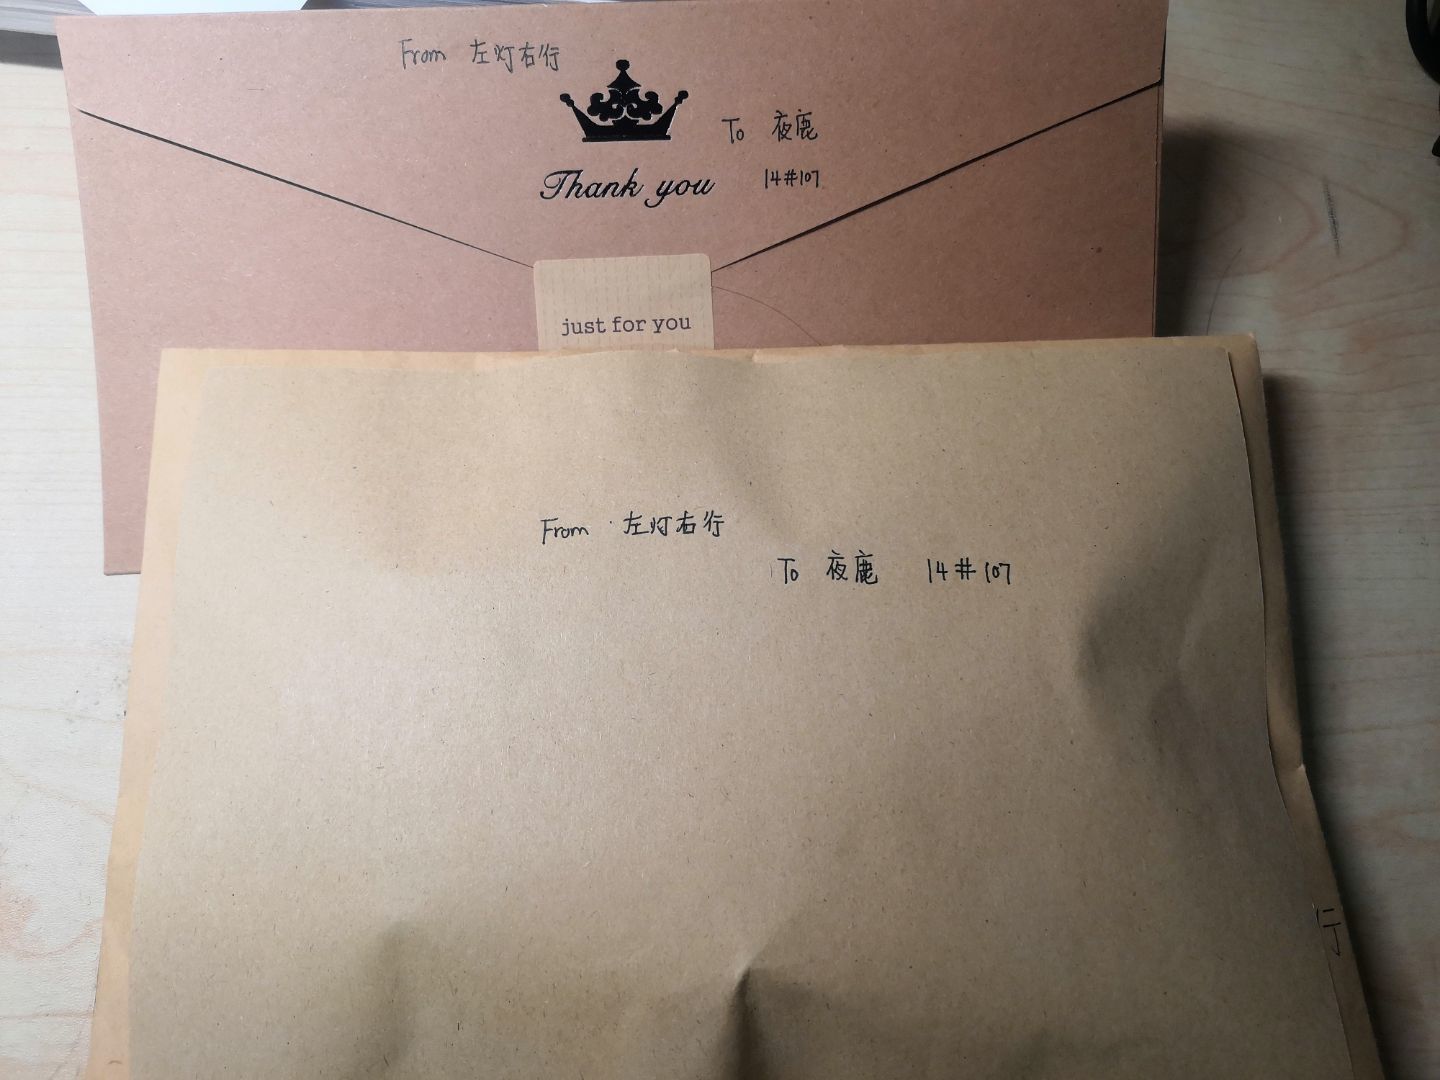 From 左灯右行
To 夜鹿
Thank you
14#107
just for you
From 左灯右行
To 夜鹿 14#107